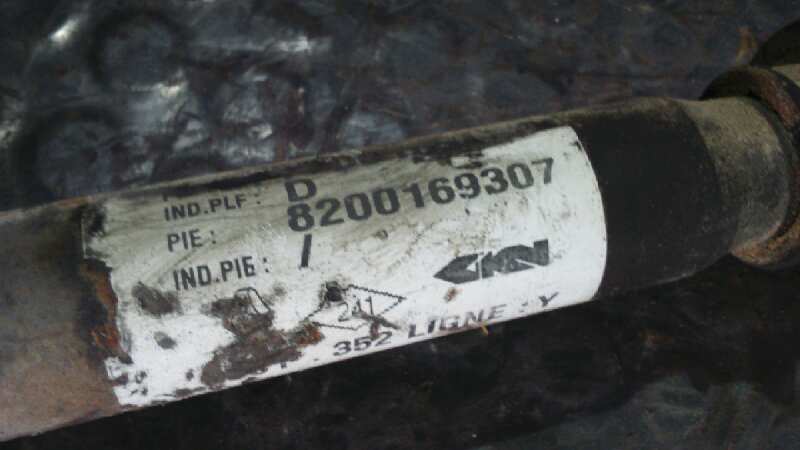 IND.PLF : D
PIE : 8200169307
IND.PIE : /
GKN
241
352 LIGNE : Y